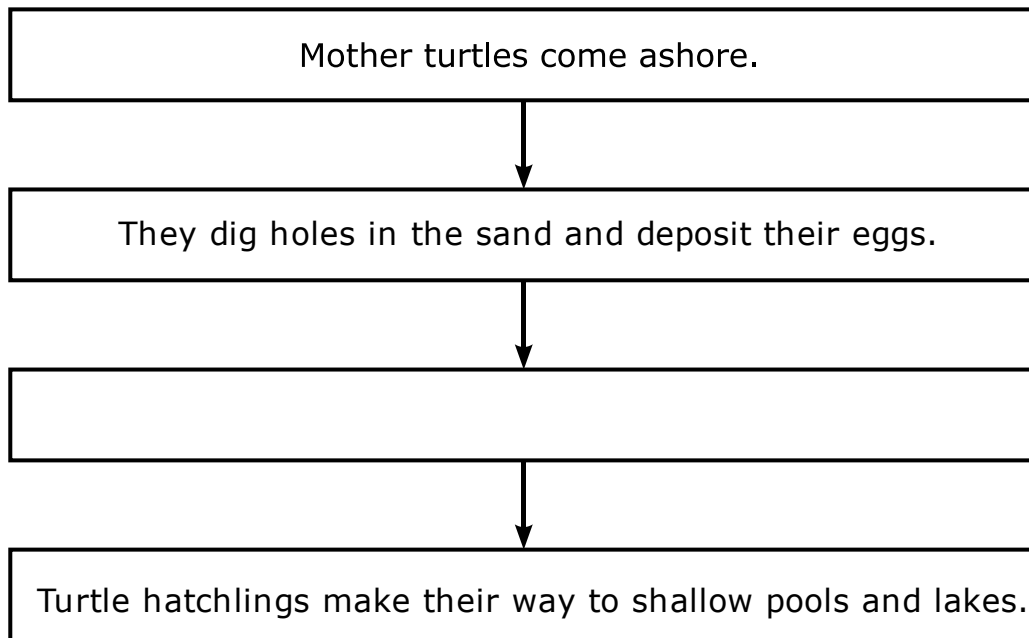 Mother turtles come ashore.
They dig holes in the sand and deposit their eggs.
Turtle hatchlings make their way to shallow pools and lakes.